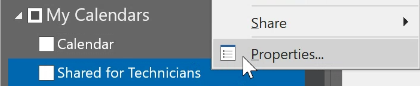 My Calendars
Calendar
Shared for Technicians
Share
Properties...